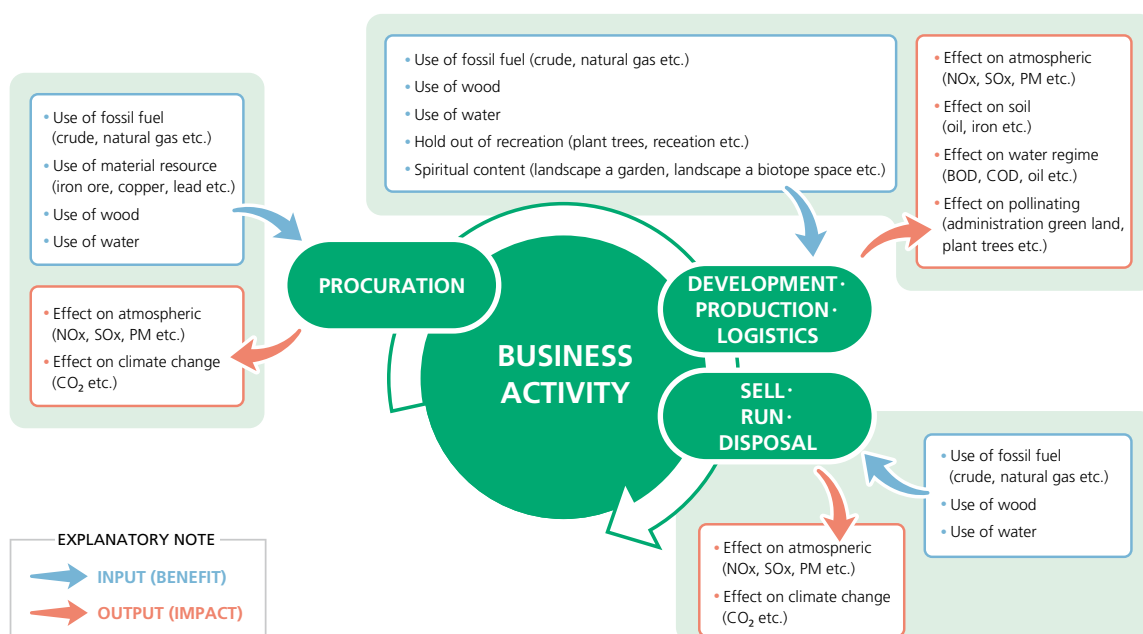 • Use of fossil fuel
(crude, natural gas etc.)
• Use of material resource
(iron ore, copper, lead etc.)
• Use of wood
• Use of water
• Effect on atmospheric
(NOx, SOx, PM etc.)
• Effect on climate change
(CO₂ etc.)
PROCURATION
• Use of fossil fuel (crude, natural gas etc.)
• Use of wood
• Use of water
• Hold out of recreation (plant trees, receation etc.)
• Spiritual content (landscape a garden, landscape a biotope space etc.)
• Effect on atmospheric
(NOx, SOx, PM etc.)
• Effect on soil
(oil, iron etc.)
• Effect on water regime
(BOD, COD, oil etc.)
• Effect on pollinating
(administration green land,
plant trees etc.)
DEVELOPMENT·
PRODUCTION·
LOGISTICS
BUSINESS
ACTIVITY
SELL·
RUN·
DISPOSAL
• Use of fossil fuel
(crude, natural gas etc.)
• Use of wood
• Use of water
• Effect on atmospneric
(NOx, SOx, PM etc.)
• Effect on climate change
(CO₂ etc.)
EXPLANATORY NOTE
INPUT (BENEFIT)
OUTPUT (IMPACT)